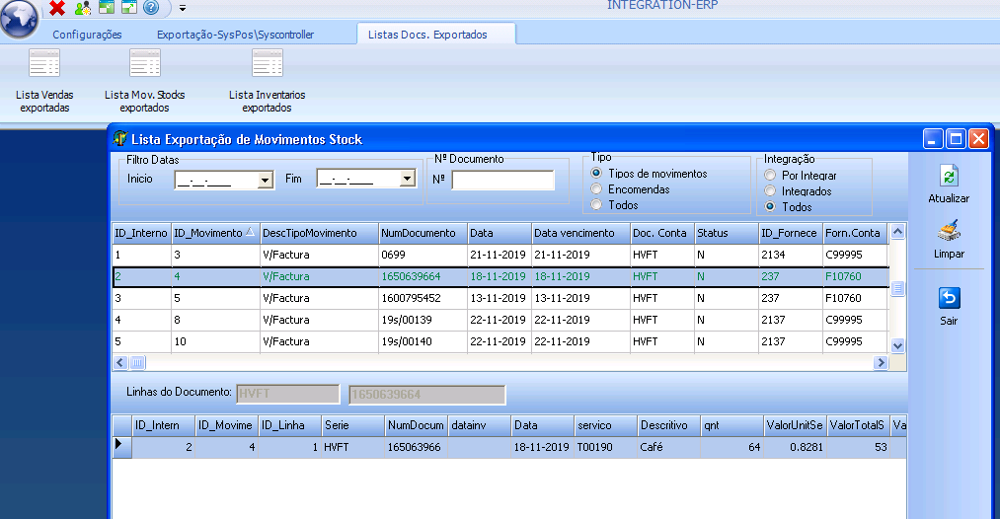 INTEGRATION-ERP
Configurações Exportação-SysPos\Syscontroller Listas Docs. Exportados
Lista Vendas exportadas
Lista Mov. Stocks exportados
Lista Inventarios exportados
Lista Exportação de Movimentos Stock
Filtro Datas
Inicio __-__-____ Fim __-__-____
Nº Documento
Nº
Tipo
Tipos de movimentos
Encomendas
Todos
Integração
Por Integrar
Integrados
Todos
Atualizar
Limpar
Sair
ID_Interno ID_Movimento DescTipoMovimento NumDocumento Data Data vencimento Doc. Conta Status ID_Fornece Forn.Conta
1 3 V/Factura 0699 21-11-2019 21-11-2019 HVFT N 2134 C99995
2 4 V/Factura 1650639664 18-11-2019 18-11-2019 HVFT N 237 F10760
3 5 V/Factura 1600795452 13-11-2019 13-11-2019 HVFT N 237 F10760
4 8 V/Factura 19s/00139 22-11-2019 22-11-2019 HVFT N 2137 C99995
5 10 V/Factura 19s/00140 22-11-2019 22-11-2019 HVFT N 2137 C99995
Linhas do Documento: HVFT 1650639664
ID_Intern ID_Movime ID_Linha Serie NumDocum datainv Data servico Descritivo qnt ValorUnitSe ValorTotalS Va
2 4 1 HVFT 165063966 18-11-2019 T00190 Café 64 0.8281 53